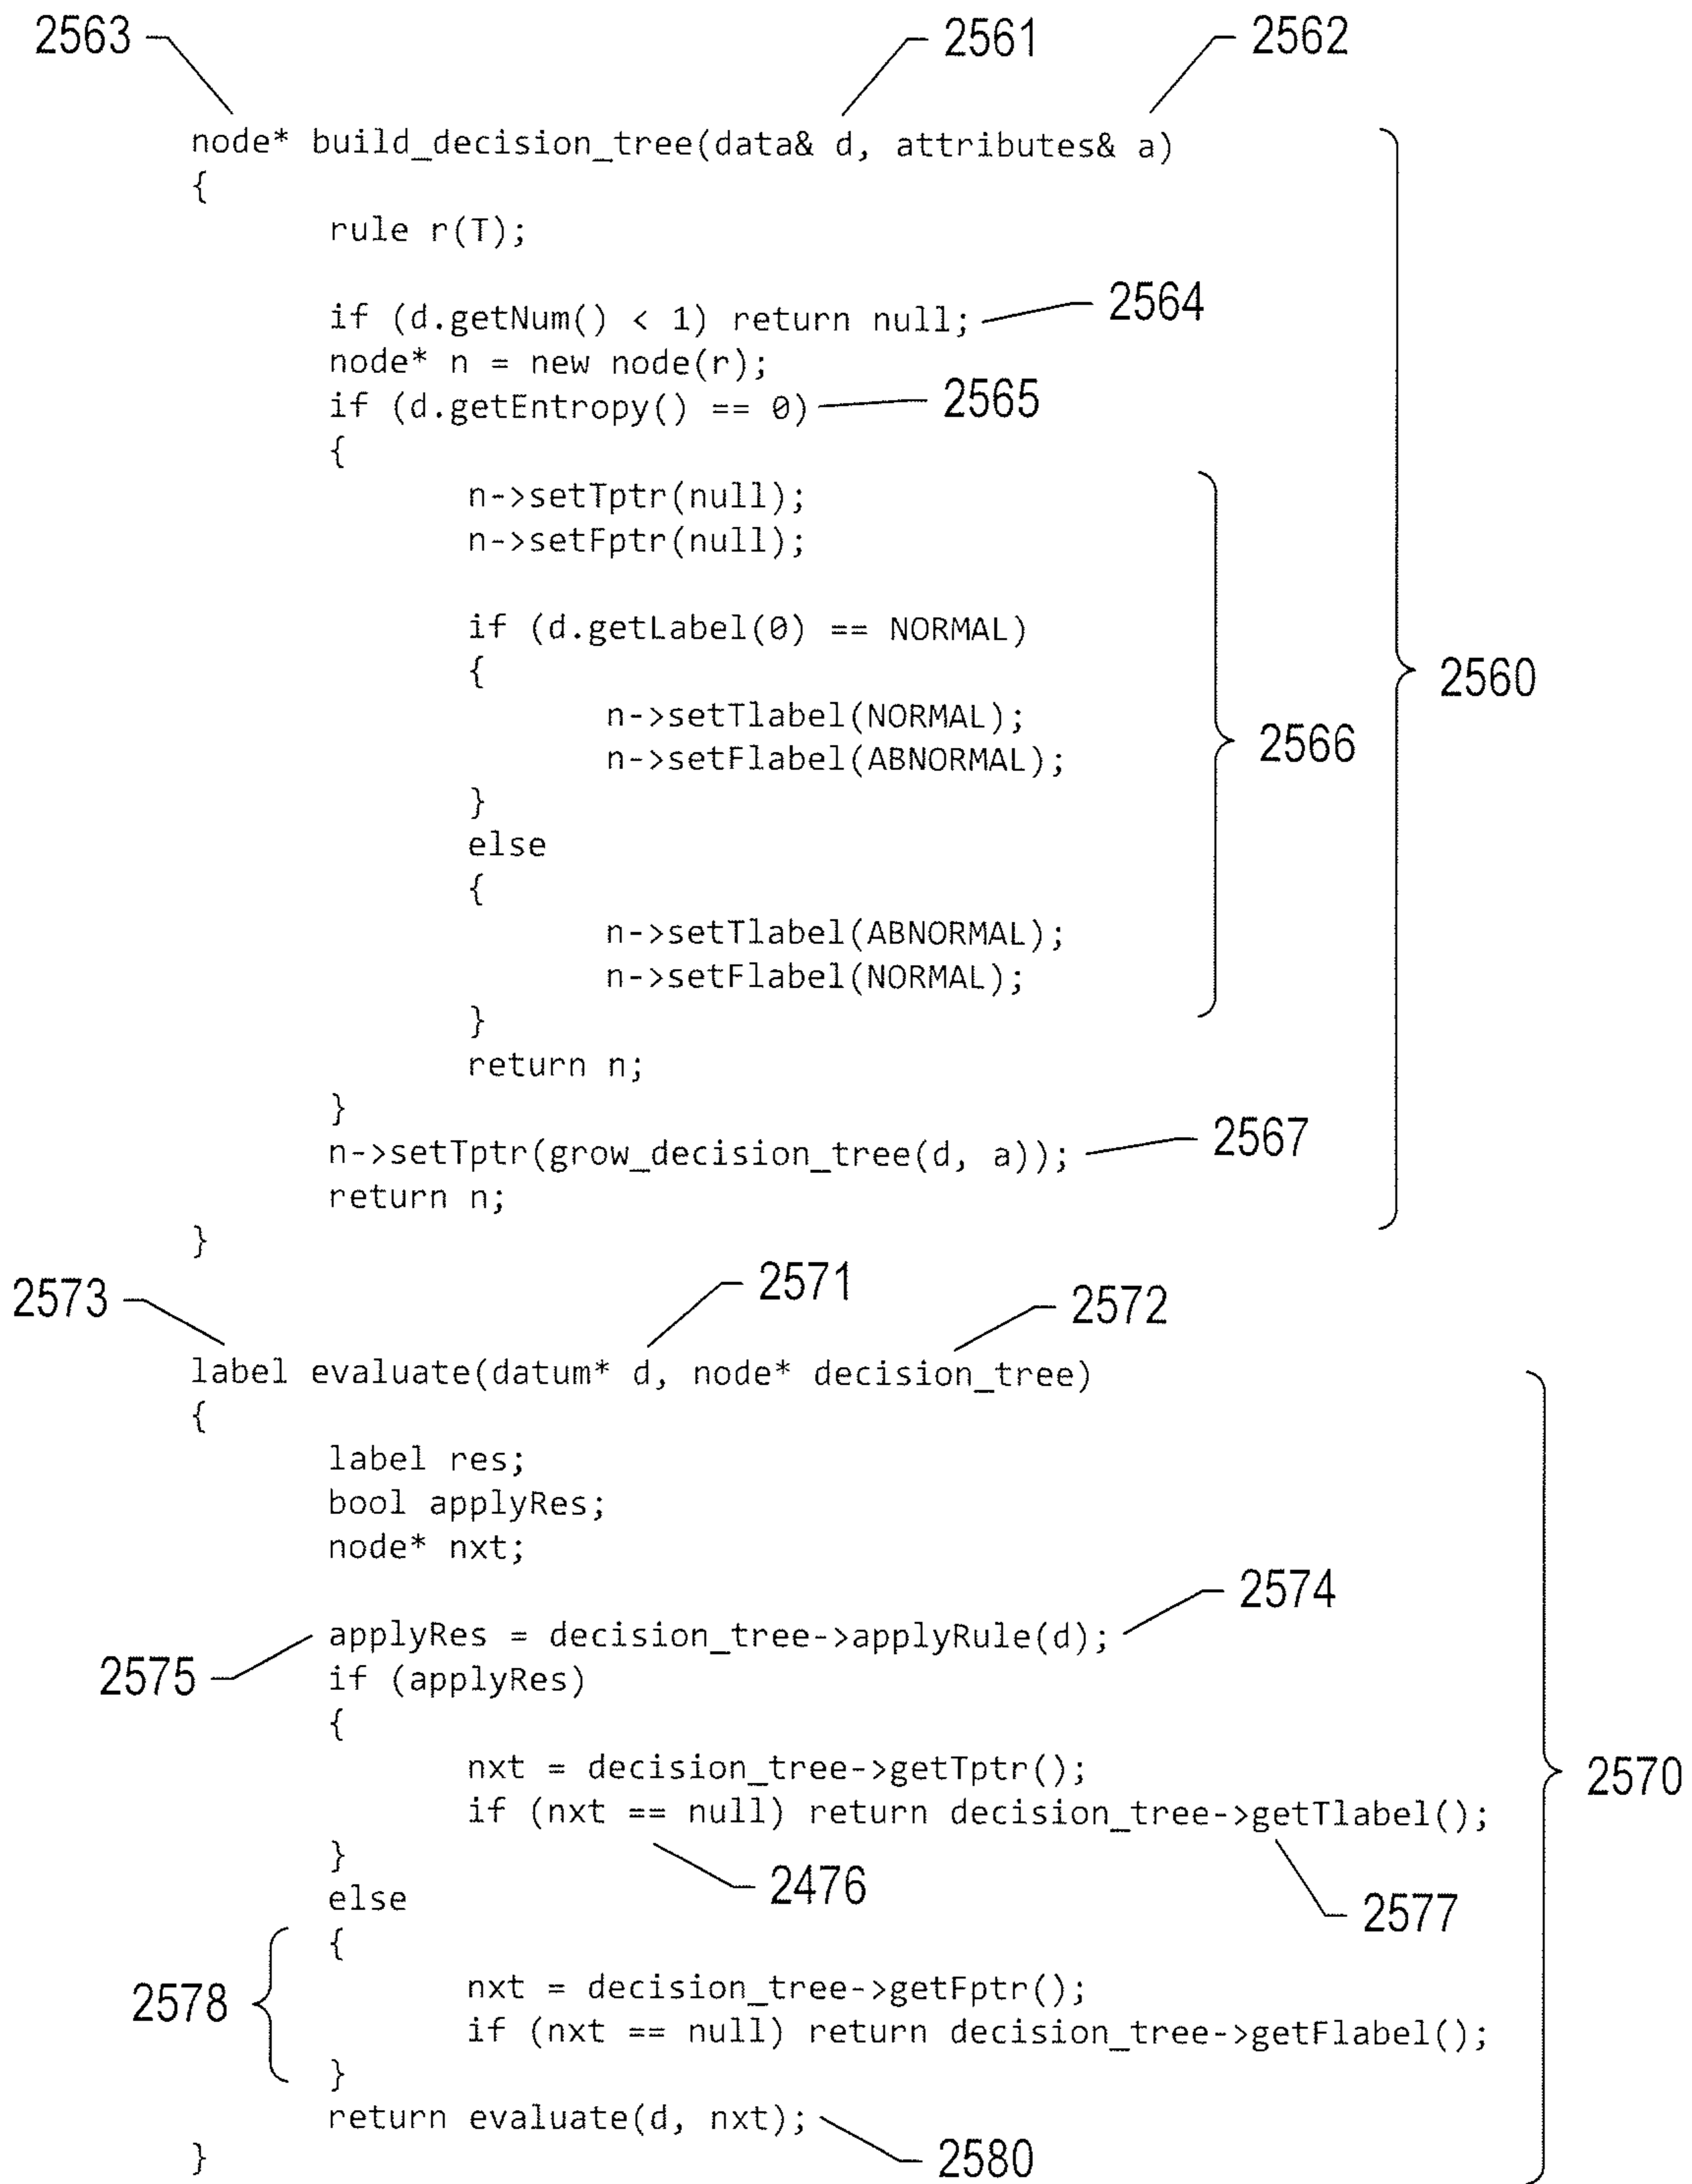 2563 2561 2562
node* build_decision_tree(data& d, attributes& a)
{
rule r(T);
if (d.getNum() < 1) return null; 2564
node* n = new node(r);
if (d.getEntropy() == 0) 2565
{
n->setTptr(null);
n->setFptr(null);
if (d.getLabel(0) == NORMAL)
{ 2560
n->setTlabel(NORMAL);
n->setFlabel(ABNORMAL); 2566
}
else
{
n->setTlabel(ABNORMAL);
n->setFlabel(NORMAL);
}
return n;
}
n->setTptr(grow_decision_tree(d, a)); 2567
return n;
}
2573 2571 2572
label evaluate(datum* d, node* decision_tree)
{
label res;
bool applyRes;
node* nxt;
2574
applyRes = decision_tree->applyRule(d);
2575 if (applyRes)
{
nxt = decision_tree->getTptr(); 2570
if (nxt == null) return decision_tree->getTlabel();
}
2476
else 2577
{
nxt = decision_tree->getFptr();
2578
if (nxt == null) return decision_tree->getFlabel();
}
return evaluate(d, nxt);
} 2580